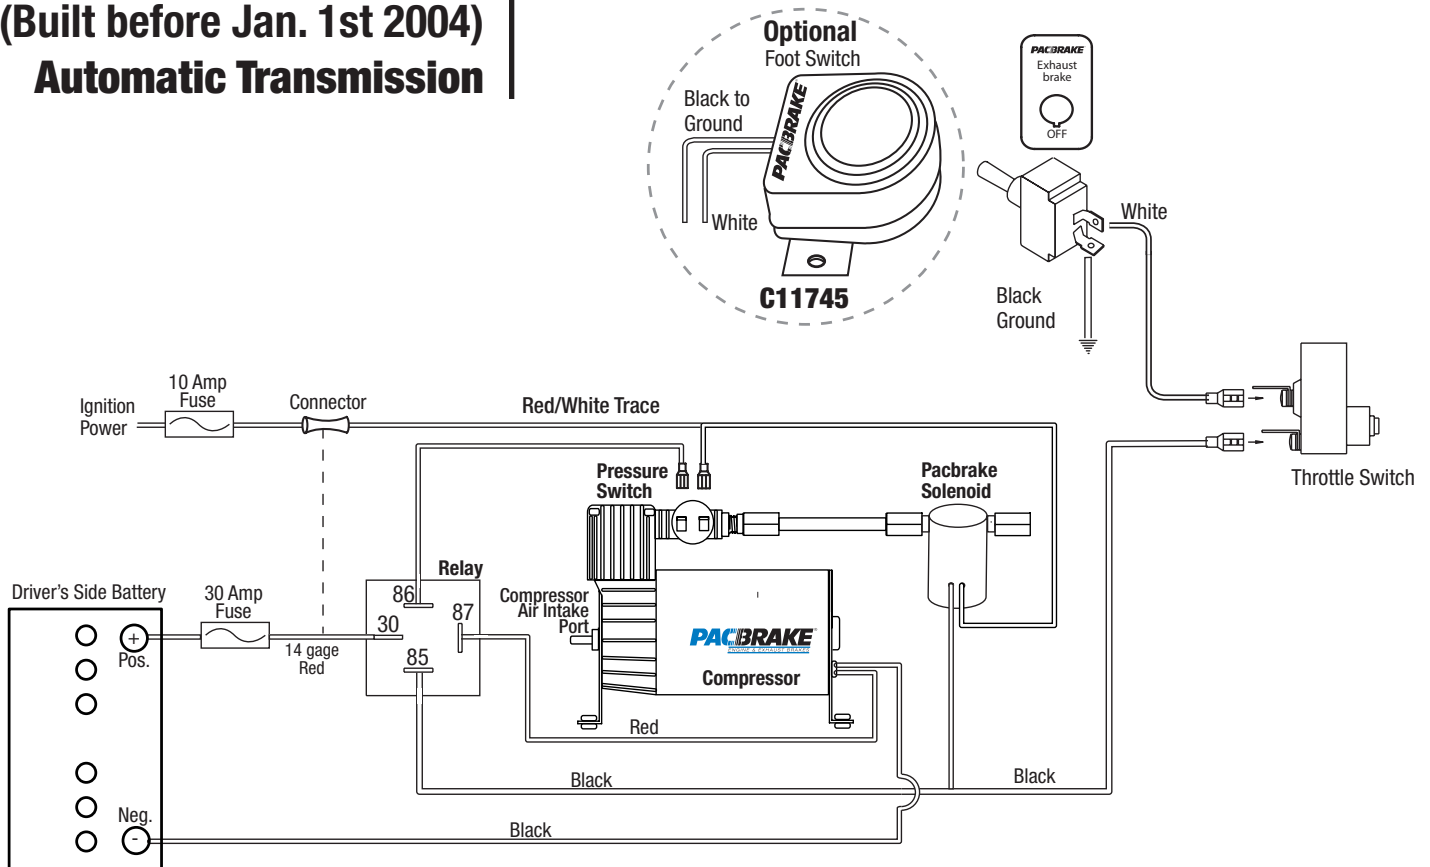 (Built before Jan. 1st 2004)
Automatic Transmission
Optional
Foot Switch
Black to
Ground
PACBRAKE
White
C11745
PACBRAKE
Exhaust
brake
OFF
White
Black
Ground
Throttle Switch
Ignition
Power
10 Amp
Fuse
Connector
Red/White Trace
Pressure
Switch
Pacbrake
Solenoid
Driver's Side Battery
30 Amp
Fuse
Relay
86
30
87
85
14 gage
Red
+
Pos.
Compressor
Air Intake
Port
PACBRAKE
ENGINE & EXHAUST BRAKES
Compressor
Red
Black
Black
Neg.
-
Black